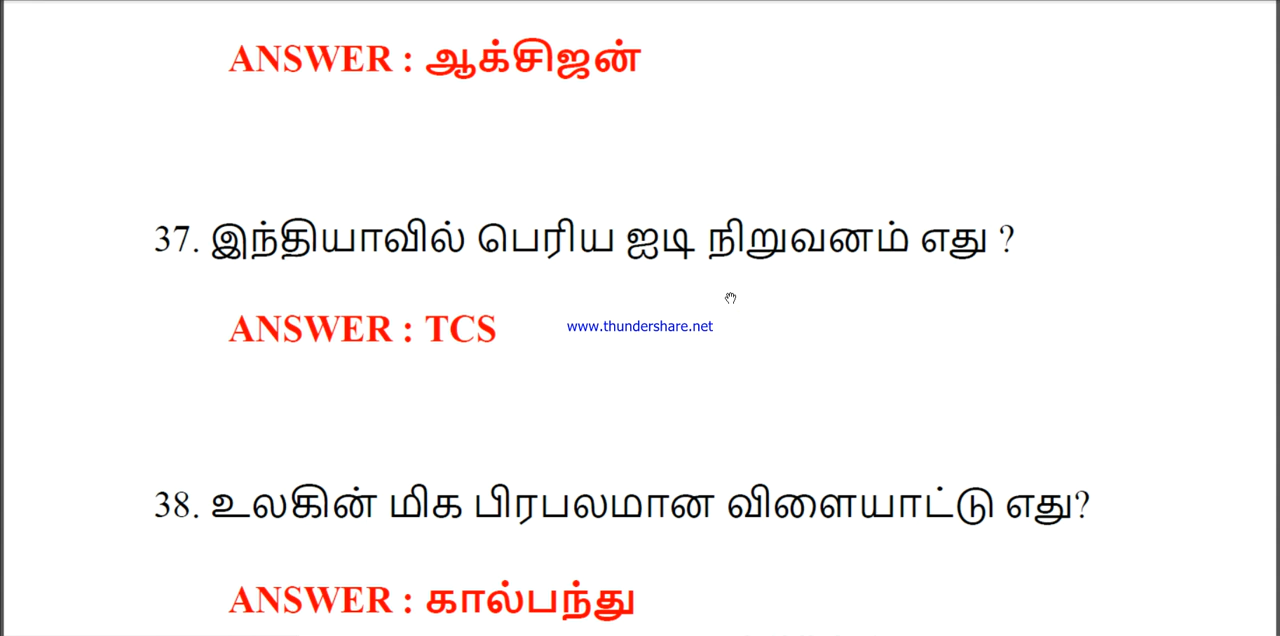 ANSWER : ஆக்சிஜன்
37. இந்தியாவில் பெரிய ஐடி நிறுவனம் எது ?
ANSWER : TCS
www.thundershare.net
38. உலகின் மிக பிரபலமான விளையாட்டு எது?
ANSWER : கால்பந்து